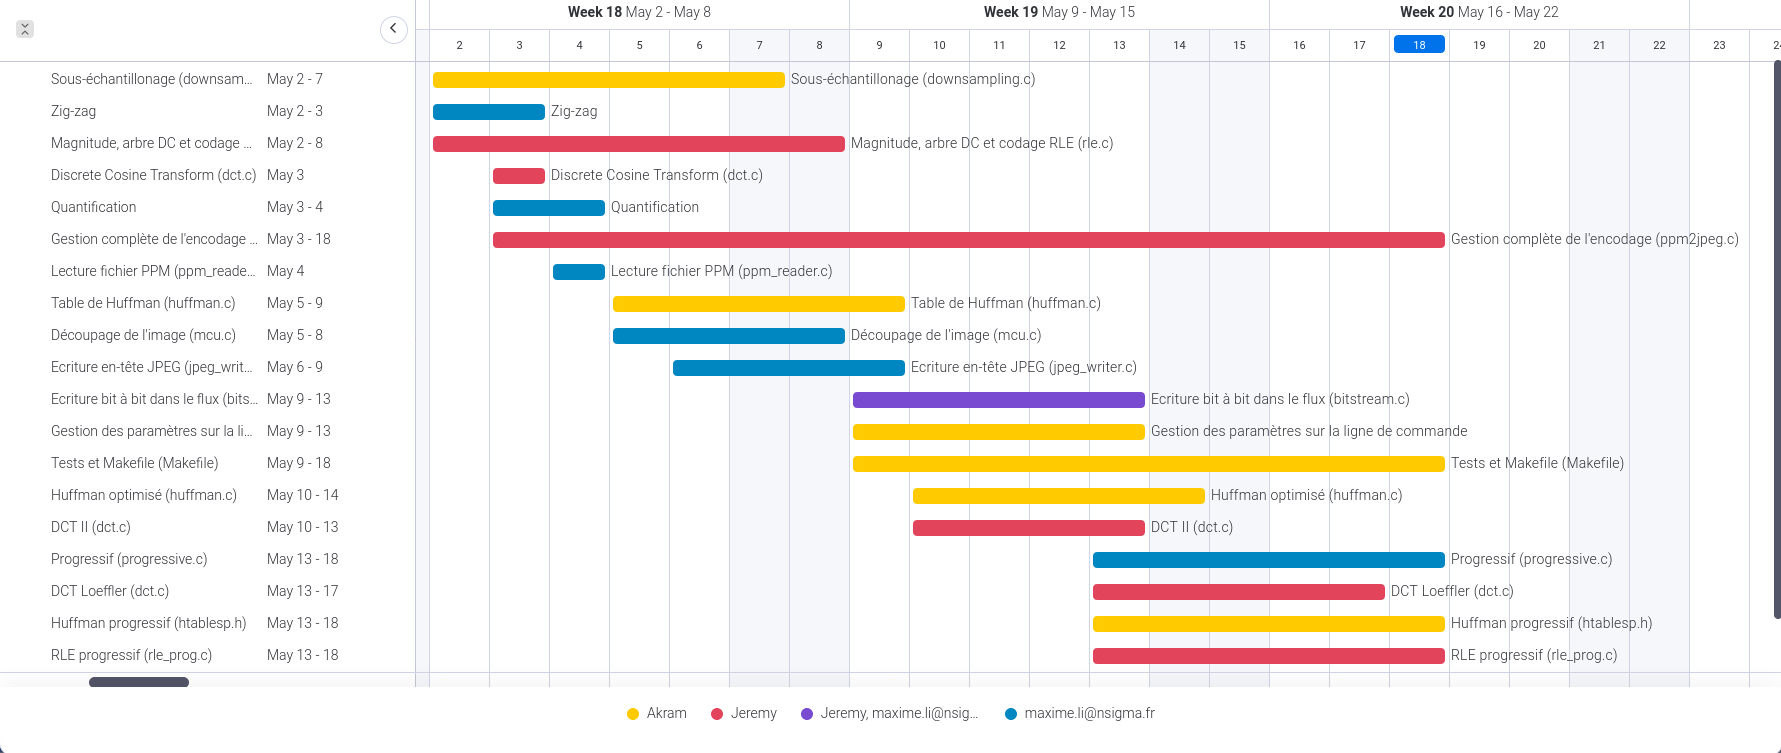 Week 18 May 2 - May 8 Week 19 May 9 - May 15 Week 20 May 16 - May 22
2 3 4 5 6 7 8 9 10 11 12 13 14 15 16 17 18 19 20 21 22 23
Sous-échantillonage (downsam... May 2 - 7 Sous-échantillonage (downsampling.c)
Zig-zag May 2 - 3 Zig-zag
Magnitude, arbre DC et codage ... May 2 - 8 Magnitude, arbre DC et codage RLE (rle.c)
Discrete Cosine Transform (dct.c) May 3 Discrete Cosine Transform (dct.c)
Quantification May 3 - 4 Quantification
Gestion complète de l'encodage ... May 3 - 18 Gestion complète de l'encodage (ppm2jpeg.c)
Lecture fichier PPM (ppm_reade... May 4 Lecture fichier PPM (ppm_reader.c)
Table de Huffman (huffman.c) May 5 - 9 Table de Huffman (huffman.c)
Découpage de l'image (mcu.c) May 5 - 8 Découpage de l'image (mcu.c)
Ecriture en-tête JPEG (jpeg_writ... May 6 - 9 Ecriture en-tête JPEG (jpeg_writer.c)
Ecriture bit à bit dans le flux (bits... May 9 - 13 Ecriture bit à bit dans le flux (bitstream.c)
Gestion des paramètres sur la li... May 9 - 13 Gestion des paramètres sur la ligne de commande
Tests et Makefile (Makefile) May 9 - 18 Tests et Makefile (Makefile)
Huffman optimisé (huffman.c) May 10 - 14 Huffman optimisé (huffman.c)
DCT II (dct.c) May 10 - 13 DCT II (dct.c)
Progressif (progressive.c) May 13 - 18 Progressif (progressive.c)
DCT Loeffler (dct.c) May 13 - 17 DCT Loeffler (dct.c)
Huffman progressif (htablesp.h) May 13 - 18 Huffman progressif (htablesp.h)
RLE progressif (rle_prog.c) May 13 - 18 RLE progressif (rle_prog.c)
Akram Jeremy Jeremy, maxime.li@nsig... maxime.li@nsigma.fr